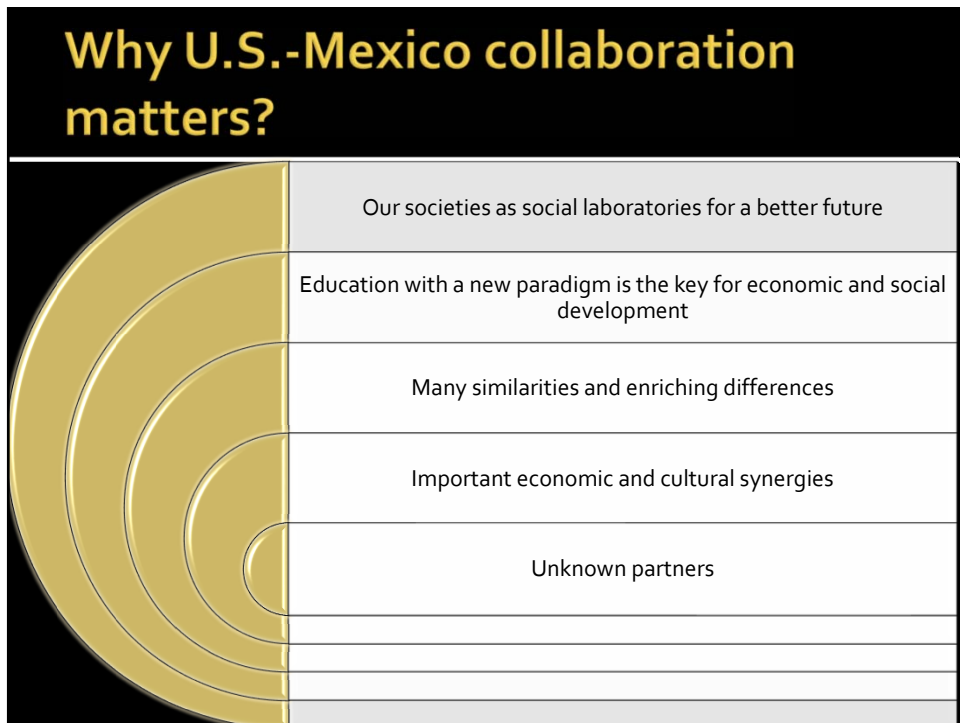 Why U.S.-Mexico collaboration
matters?
Our societies as social laboratories for a better future
Education with a new paradigm is the key for economic and social
development
Many similarities and enriching differences
Important economic and cultural synergies
Unknown partners